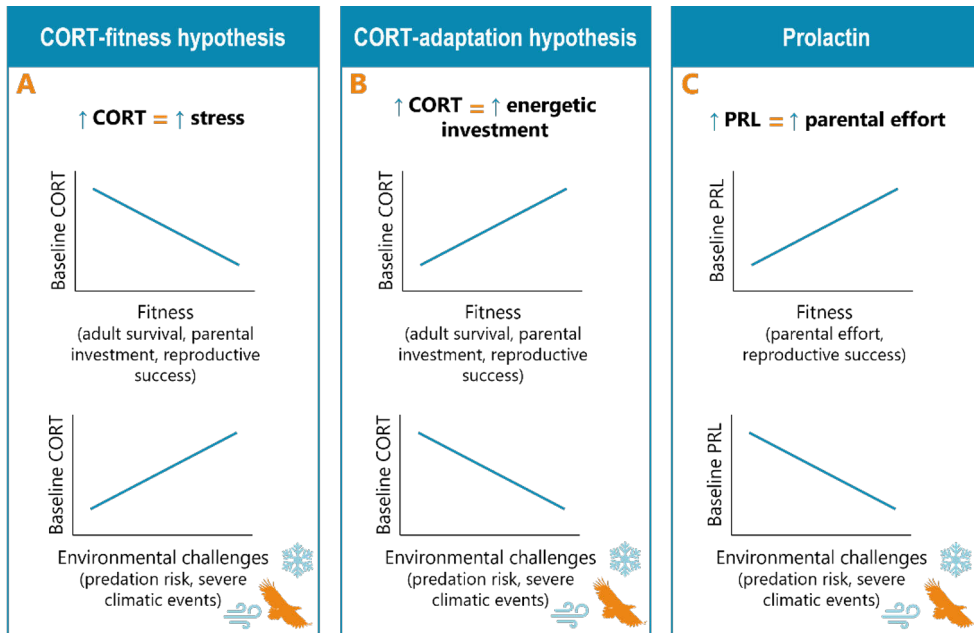 CORT-fitness hypothesis
A
↑ CORT = ↑ stress
Baseline CORT
Fitness
(adult survival, parental
investment, reproductive
success)
Baseline CORT
Environmental challenges
(predation risk, severe
climatic events)
CORT-adaptation hypothesis
B
↑ CORT = ↑ energetic
investment
Baseline CORT
Fitness
(adult survival, parental
investment, reproductive
success)
Baseline CORT
Environmental challenges
(predation risk, severe
climatic events)
Prolactin
C
↑ PRL = ↑ parental effort
Baseline PRL
Fitness
(parental effort,
reproductive success)
Baseline PRL
Environmental challenges
(predation risk, severe
climatic events)